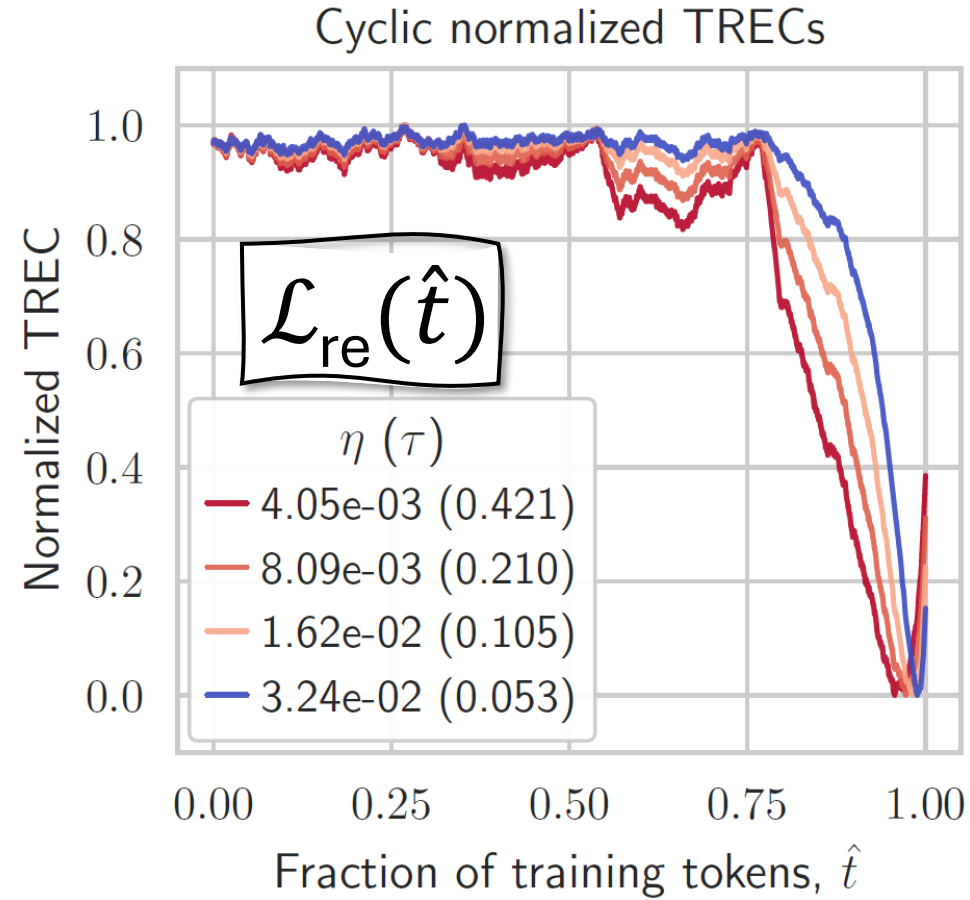 Cyclic normalized TRECs
Normalized TREC
1.0
0.8
0.6
0.4
0.2
0.0
ℒre(t̂)
η (τ)
4.05e-03 (0.421)
8.09e-03 (0.210)
1.62e-02 (0.105)
3.24e-02 (0.053)
0.00 0.25 0.50 0.75 1.00
Fraction of training tokens, t̂